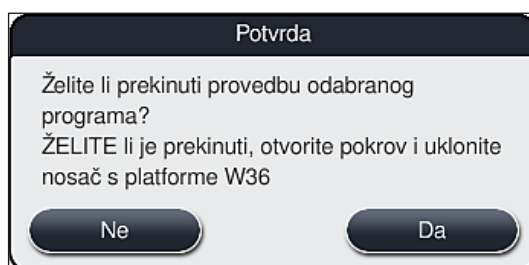 Potvrda
Želite li prekinuti provedbu odabranog
programa?
ŽELITE li je prekinuti, otvorite pokrov i uklonite
nosač s platforme W36
Ne
Da